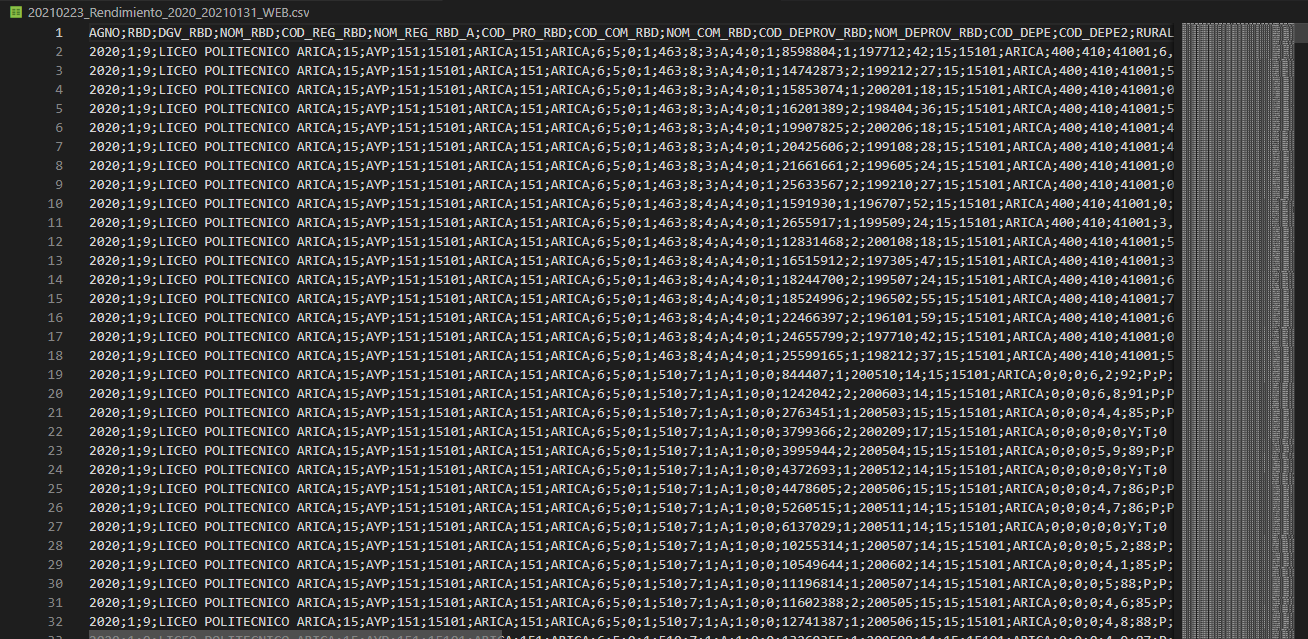 20210223_Rendimiento_2020_20210131_WEB.csv
1 AGNO;RBD;DGV_RBD;NOM_RBD;COD_REG_RBD;NOM_REG_RBD_A;COD_PRO_RBD;COD_COM_RBD;NOM_COM_RBD;COD_DEPROV_RBD;NOM_DEPROV_RBD;COD_DEPE;COD_DEPE2;RURAL
2 2020;1;9;LICEO POLITECNICO ARICA;15;AYP;151;15101;ARICA;151;ARICA;6;5;0;1;463;8;3;A;4;0;1;8598804;1;197712;42;15;15101;ARICA;400;410;41001;6,
3 2020;1;9;LICEO POLITECNICO ARICA;15;AYP;151;15101;ARICA;151;ARICA;6;5;0;1;463;8;3;A;4;0;1;14742873;2;199212;27;15;15101;ARICA;400;410;41001;5
4 2020;1;9;LICEO POLITECNICO ARICA;15;AYP;151;15101;ARICA;151;ARICA;6;5;0;1;463;8;3;A;4;0;1;15853074;1;200201;18;15;15101;ARICA;400;410;41001;0
5 2020;1;9;LICEO POLITECNICO ARICA;15;AYP;151;15101;ARICA;151;ARICA;6;5;0;1;463;8;3;A;4;0;1;16201389;2;198404;36;15;15101;ARICA;400;410;41001;5
6 2020;1;9;LICEO POLITECNICO ARICA;15;AYP;151;15101;ARICA;151;ARICA;6;5;0;1;463;8;3;A;4;0;1;19907825;2;200206;18;15;15101;ARICA;400;410;41001;4
7 2020;1;9;LICEO POLITECNICO ARICA;15;AYP;151;15101;ARICA;151;ARICA;6;5;0;1;463;8;3;A;4;0;1;20425606;2;199108;28;15;15101;ARICA;400;410;41001;4
8 2020;1;9;LICEO POLITECNICO ARICA;15;AYP;151;15101;ARICA;151;ARICA;6;5;0;1;463;8;3;A;4;0;1;21661661;2;199605;24;15;15101;ARICA;400;410;41001;0
9 2020;1;9;LICEO POLITECNICO ARICA;15;AYP;151;15101;ARICA;151;ARICA;6;5;0;1;463;8;3;A;4;0;1;25633567;2;199210;27;15;15101;ARICA;400;410;41001;0
10 2020;1;9;LICEO POLITECNICO ARICA;15;AYP;151;15101;ARICA;151;ARICA;6;5;0;1;463;8;4;A;4;0;1;1591930;1;196707;52;15;15101;ARICA;400;410;41001;0;
11 2020;1;9;LICEO POLITECNICO ARICA;15;AYP;151;15101;ARICA;151;ARICA;6;5;0;1;463;8;4;A;4;0;1;2655917;1;199509;24;15;15101;ARICA;400;410;41001;3,
12 2020;1;9;LICEO POLITECNICO ARICA;15;AYP;151;15101;ARICA;151;ARICA;6;5;0;1;463;8;4;A;4;0;1;12831468;2;200108;18;15;15101;ARICA;400;410;41001;5
13 2020;1;9;LICEO POLITECNICO ARICA;15;AYP;151;15101;ARICA;151;ARICA;6;5;0;1;463;8;4;A;4;0;1;16515912;2;197305;47;15;15101;ARICA;400;410;41001;3
14 2020;1;9;LICEO POLITECNICO ARICA;15;AYP;151;15101;ARICA;151;ARICA;6;5;0;1;463;8;4;A;4;0;1;18244700;2;199507;24;15;15101;ARICA;400;410;41001;6
15 2020;1;9;LICEO POLITECNICO ARICA;15;AYP;151;15101;ARICA;151;ARICA;6;5;0;1;463;8;4;A;4;0;1;18524996;2;196502;55;15;15101;ARICA;400;410;41001;7
16 2020;1;9;LICEO POLITECNICO ARICA;15;AYP;151;15101;ARICA;151;ARICA;6;5;0;1;463;8;4;A;4;0;1;22466397;2;196101;59;15;15101;ARICA;400;410;41001;6
17 2020;1;9;LICEO POLITECNICO ARICA;15;AYP;151;15101;ARICA;151;ARICA;6;5;0;1;463;8;4;A;4;0;1;24655799;2;197710;42;15;15101;ARICA;400;410;41001;0
18 2020;1;9;LICEO POLITECNICO ARICA;15;AYP;151;15101;ARICA;151;ARICA;6;5;0;1;463;8;4;A;4;0;1;25599165;1;198212;37;15;15101;ARICA;400;410;41001;5
19 2020;1;9;LICEO POLITECNICO ARICA;15;AYP;151;15101;ARICA;151;ARICA;6;5;0;1;510;7;1;A;1;0;0;844407;1;200510;14;15;15101;ARICA;0;0;0;6,2;92;P;P;
20 2020;1;9;LICEO POLITECNICO ARICA;15;AYP;151;15101;ARICA;151;ARICA;6;5;0;1;510;7;1;A;1;0;0;1242042;2;200603;14;15;15101;ARICA;0;0;0;6,8;91;P;P
21 2020;1;9;LICEO POLITECNICO ARICA;15;AYP;151;15101;ARICA;151;ARICA;6;5;0;1;510;7;1;A;1;0;0;2763451;1;200503;15;15;15101;ARICA;0;0;0;4,4;85;P;P
22 2020;1;9;LICEO POLITECNICO ARICA;15;AYP;151;15101;ARICA;151;ARICA;6;5;0;1;510;7;1;A;1;0;0;3799366;2;200209;17;15;15101;ARICA;0;0;0;0;0;Y;T;0
23 2020;1;9;LICEO POLITECNICO ARICA;15;AYP;151;15101;ARICA;151;ARICA;6;5;0;1;510;7;1;A;1;0;0;3995944;2;200504;15;15;15101;ARICA;0;0;0;5,9;89;P;P
24 2020;1;9;LICEO POLITECNICO ARICA;15;AYP;151;15101;ARICA;151;ARICA;6;5;0;1;510;7;1;A;1;0;0;4372693;1;200512;14;15;15101;ARICA;0;0;0;0;0;Y;T;0
25 2020;1;9;LICEO POLITECNICO ARICA;15;AYP;151;15101;ARICA;151;ARICA;6;5;0;1;510;7;1;A;1;0;0;4478605;2;200506;15;15;15101;ARICA;0;0;0;4,7;86;P;P
26 2020;1;9;LICEO POLITECNICO ARICA;15;AYP;151;15101;ARICA;151;ARICA;6;5;0;1;510;7;1;A;1;0;0;5260515;1;200511;14;15;15101;ARICA;0;0;0;4,7;86;P;P
27 2020;1;9;LICEO POLITECNICO ARICA;15;AYP;151;15101;ARICA;151;ARICA;6;5;0;1;510;7;1;A;1;0;0;6137029;1;200511;14;15;15101;ARICA;0;0;0;0;0;Y;T;0
28 2020;1;9;LICEO POLITECNICO ARICA;15;AYP;151;15101;ARICA;151;ARICA;6;5;0;1;510;7;1;A;1;0;0;10255314;1;200507;14;15;15101;ARICA;0;0;0;5,2;88;P;
29 2020;1;9;LICEO POLITECNICO ARICA;15;AYP;151;15101;ARICA;151;ARICA;6;5;0;1;510;7;1;A;1;0;0;10549644;1;200602;14;15;15101;ARICA;0;0;0;4,1;85;P;
30 2020;1;9;LICEO POLITECNICO ARICA;15;AYP;151;15101;ARICA;151;ARICA;6;5;0;1;510;7;1;A;1;0;0;11196814;1;200507;14;15;15101;ARICA;0;0;0;5;88;P;P;
31 2020;1;9;LICEO POLITECNICO ARICA;15;AYP;151;15101;ARICA;151;ARICA;6;5;0;1;510;7;1;A;1;0;0;11602388;2;200505;15;15;15101;ARICA;0;0;0;4,6;85;P;
32 2020;1;9;LICEO POLITECNICO ARICA;15;AYP;151;15101;ARICA;151;ARICA;6;5;0;1;510;7;1;A;1;0;0;12741387;1;200506;15;15;15101;ARICA;0;0;0;4,8;88;P;